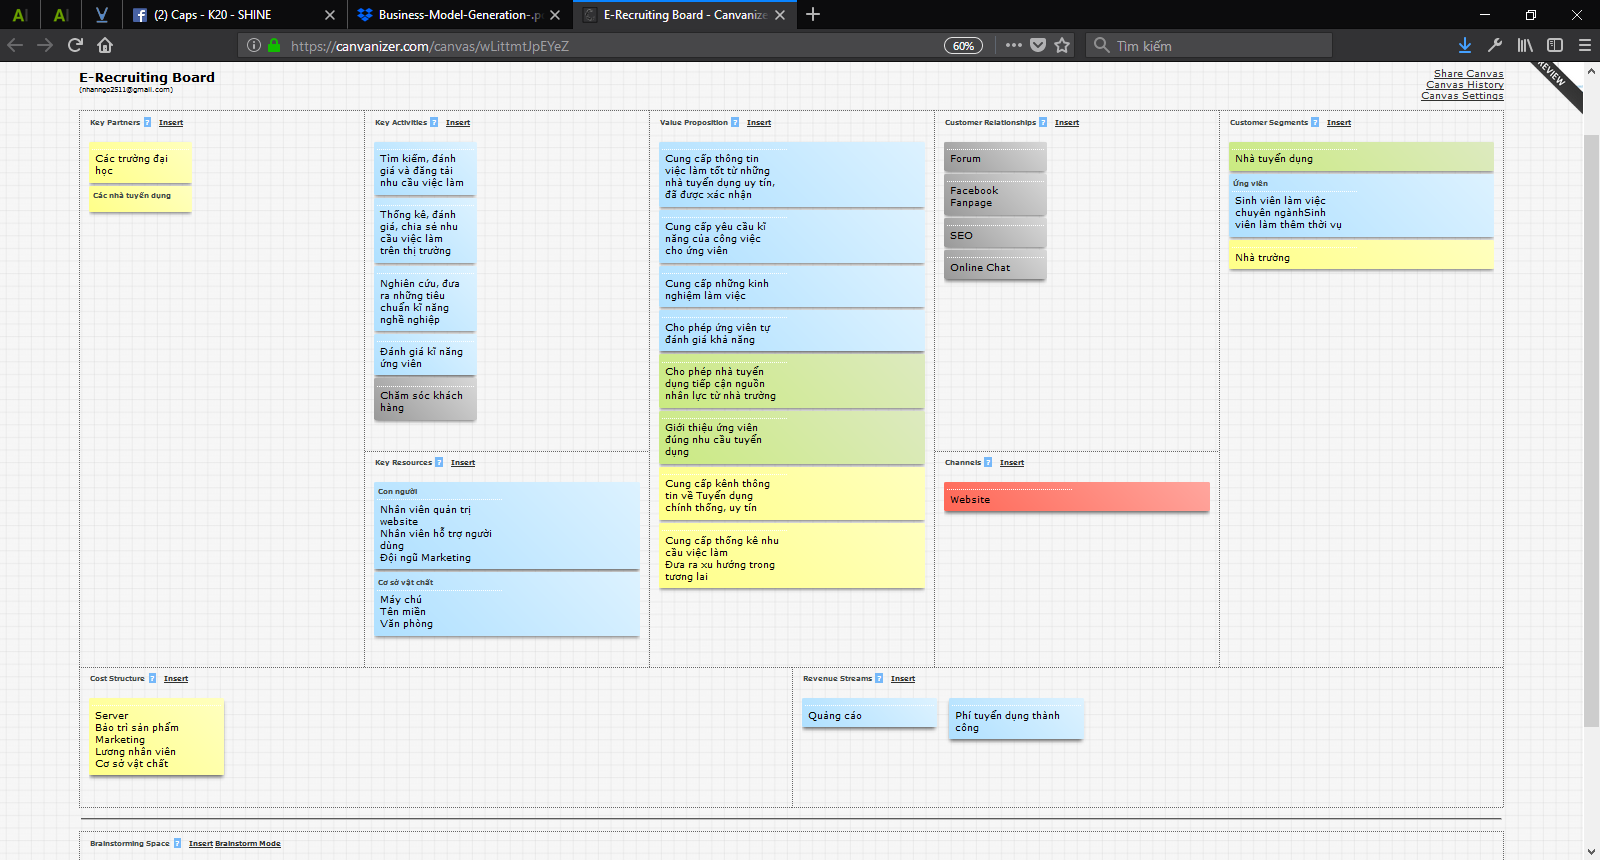 (2) Caps - K20 - SHINE
Business-Model-Generation-.p
E-Recruiting Board - Canvanize
https://canvanizer.com/canvas/wLittmtJpEYeZ
60%
Tìm kiếm
E-Recruiting Board
(nhanngo2511@gmail.com)
Share Canvas
Canvas History
Canvas Settings
REVIEW
Key Partners ? Insert
Các trường đại
học
Các nhà tuyển dụng
Key Activities ? Insert
Tìm kiếm, đánh
giá và đăng tải
nhu cầu việc làm
Thống kê, đánh
giá, chia sẻ nhu
cầu việc làm
trên thị trường
Nghiên cứu, đưa
ra những tiêu
chuẩn kĩ năng
nghề nghiệp
Đánh giá kĩ năng
ứng viên
Chăm sóc khách
hàng
Key Resources ? Insert
Con người
Nhân viên quản trị
website
Nhân viên hỗ trợ người
dùng
Đội ngũ Marketing
Cơ sở vật chất
Máy chủ
Tên miền
Văn phòng
Value Proposition ? Insert
Cung cấp thông tin
việc làm tốt từ những
nhà tuyển dụng uy tín,
đã được xác nhận
Cung cấp yêu cầu kĩ
năng của công việc
cho ứng viên
Cung cấp những kinh
nghiệm làm việc
Cho phép ứng viên tự
đánh giá khả năng
Cho phép nhà tuyển
dụng tiếp cận nguồn
nhân lực từ nhà trường
Giới thiệu ứng viên
đúng nhu cầu tuyển
dụng
Cung cấp kênh thông
tin về Tuyển dụng
chính thống, uy tín
Cung cấp thống kê nhu
cầu việc làm
Đưa ra xu hướng trong
tương lai
Customer Relationships ? Insert
Forum
Facebook
Fanpage
SEO
Online Chat
Channels ? Insert
Website
Customer Segments ? Insert
Nhà tuyển dụng
Ứng viên
Sinh viên làm việc
chuyên ngànhSinh
viên làm thêm thời vụ
Nhà trường
Cost Structure ? Insert
Server
Bảo trì sản phẩm
Marketing
Lương nhân viên
Cơ sở vật chất
Revenue Streams ? Insert
Quảng cáo
Phí tuyển dụng thành
công
Brainstorming Space ? Insert Brainstorm Mode